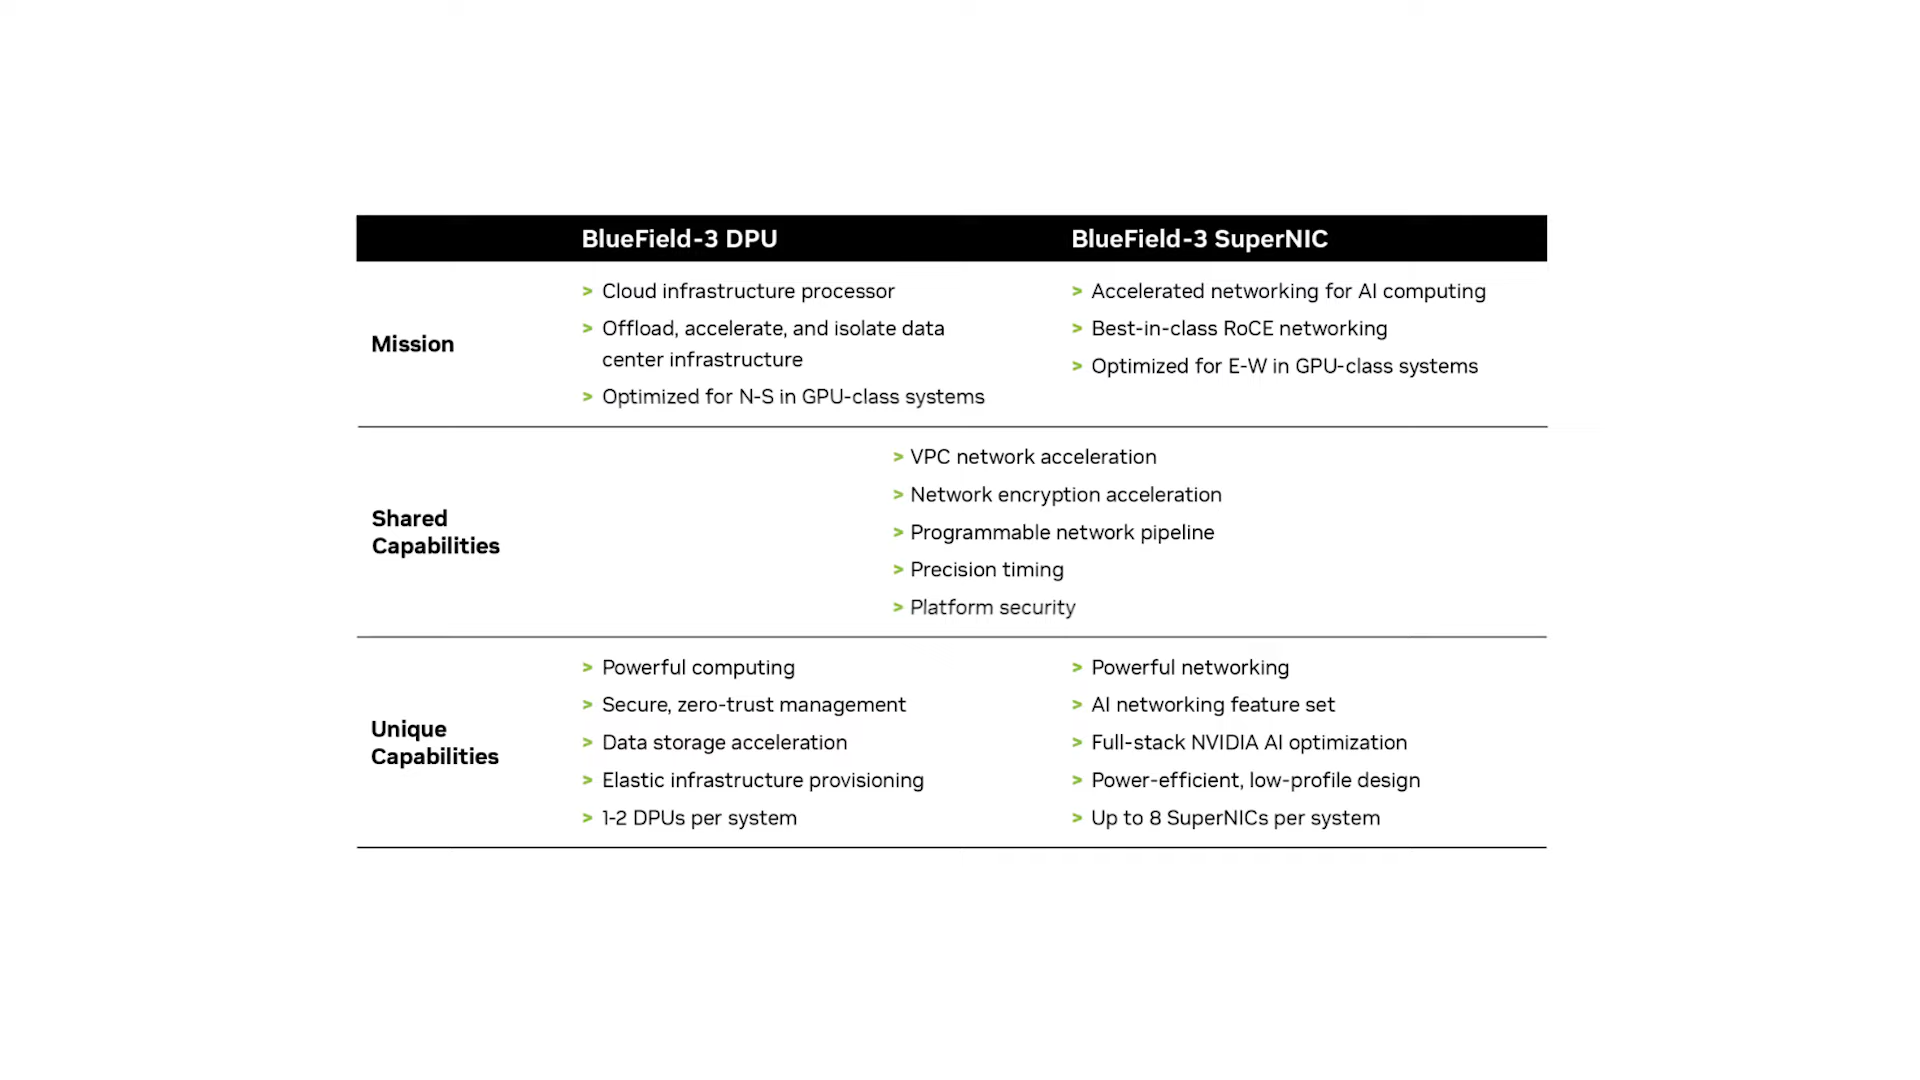 BlueField-3 DPU
BlueField-3 SuperNIC
Mission
> Cloud infrastructure processor
> Offload, accelerate, and isolate data
center infrastructure
> Optimized for N-S in GPU-class systems
> Accelerated networking for AI computing
> Best-in-class RoCE networking
> Optimized for E-W in GPU-class systems
Shared
Capabilities
> VPC network acceleration
> Network encryption acceleration
> Programmable network pipeline
> Precision timing
> Platform security
Unique
Capabilities
> Powerful computing
> Secure, zero-trust management
> Data storage acceleration
> Elastic infrastructure provisioning
> 1-2 DPUs per system
> Powerful networking
> AI networking feature set
> Full-stack NVIDIA AI optimization
> Power-efficient, low-profile design
> Up to 8 SuperNICs per system